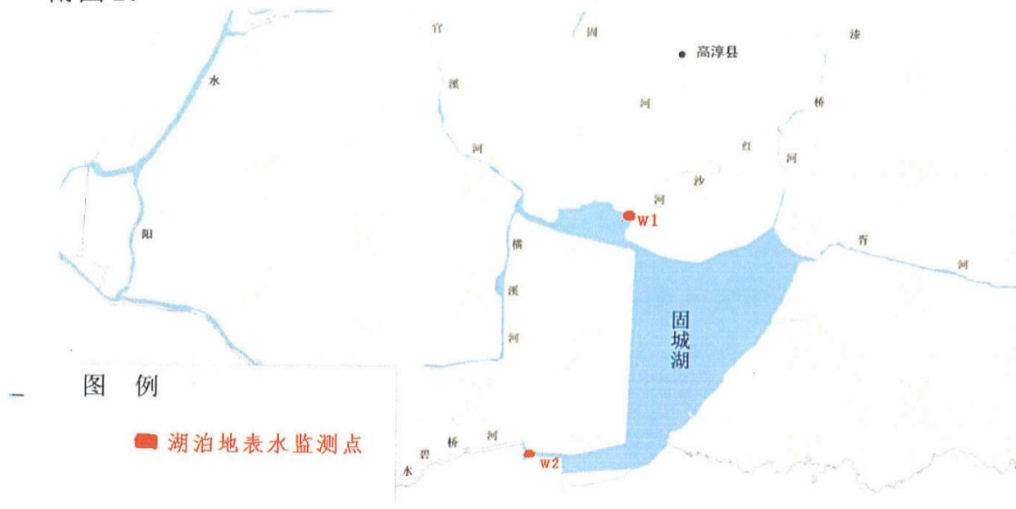 官溪河
固河
高淳县
漆桥河
水阳
红沙河
w1
横溪河
胥河
固城湖
图 例
湖泊地表水监测点
水碧桥河
w2